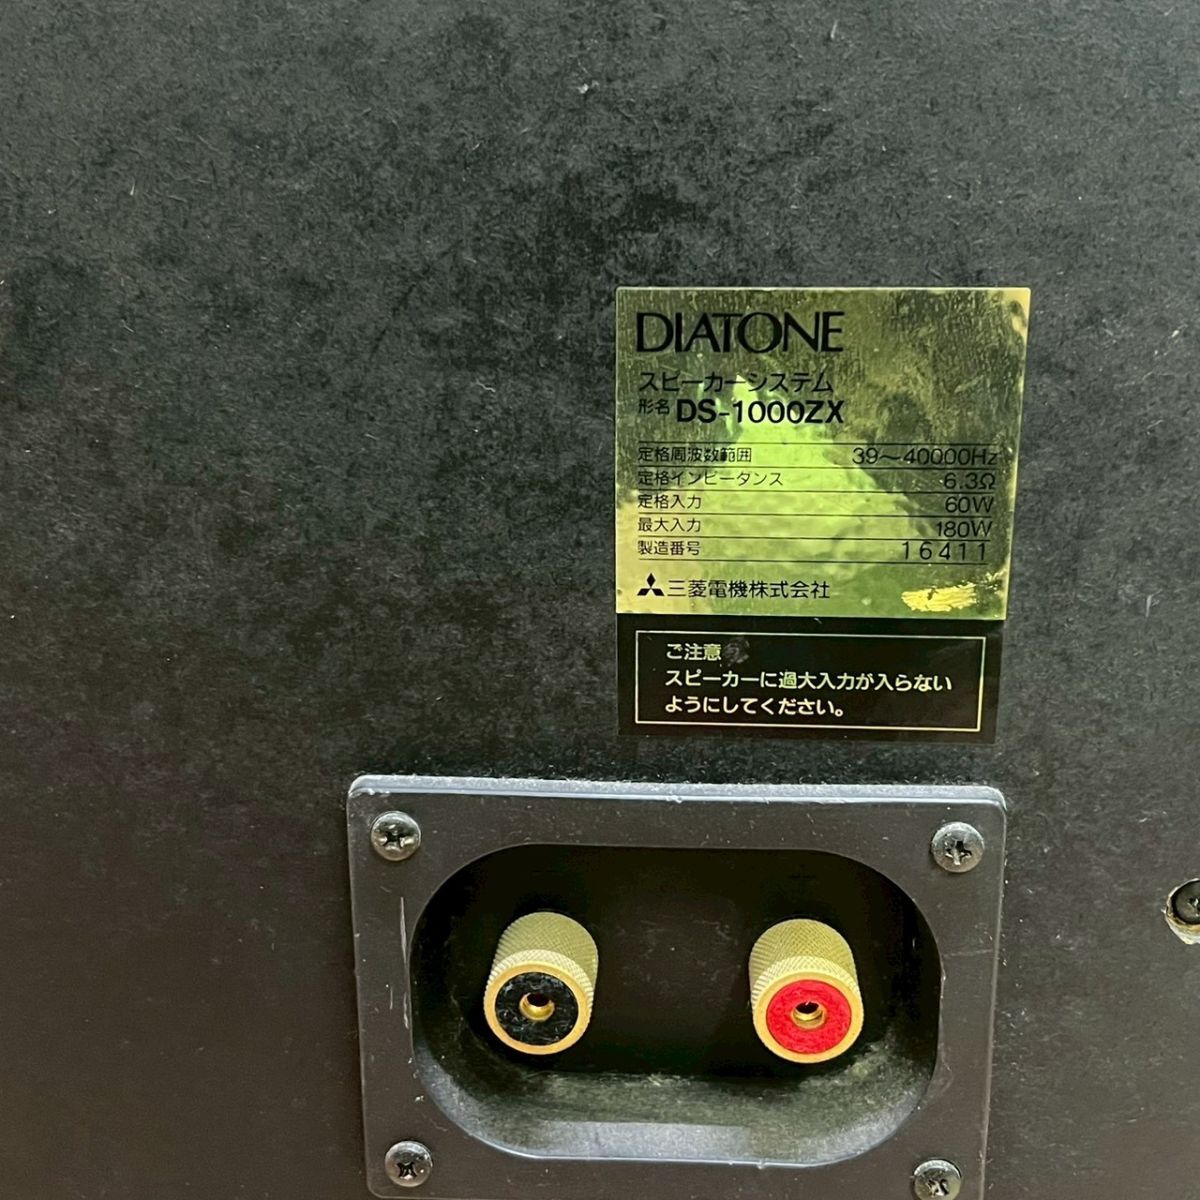 DIATONE
スピーカーシステム
形名 DS-1000ZX
定格周波数範囲 39〜40000Hz
定格インピータンス 6.3Ω
定格入力 60W
最大入力 180W
製造番号 16411
三菱電機株式会社
ご注意
スピーカーに過大入力が入らない
ようにしてください。